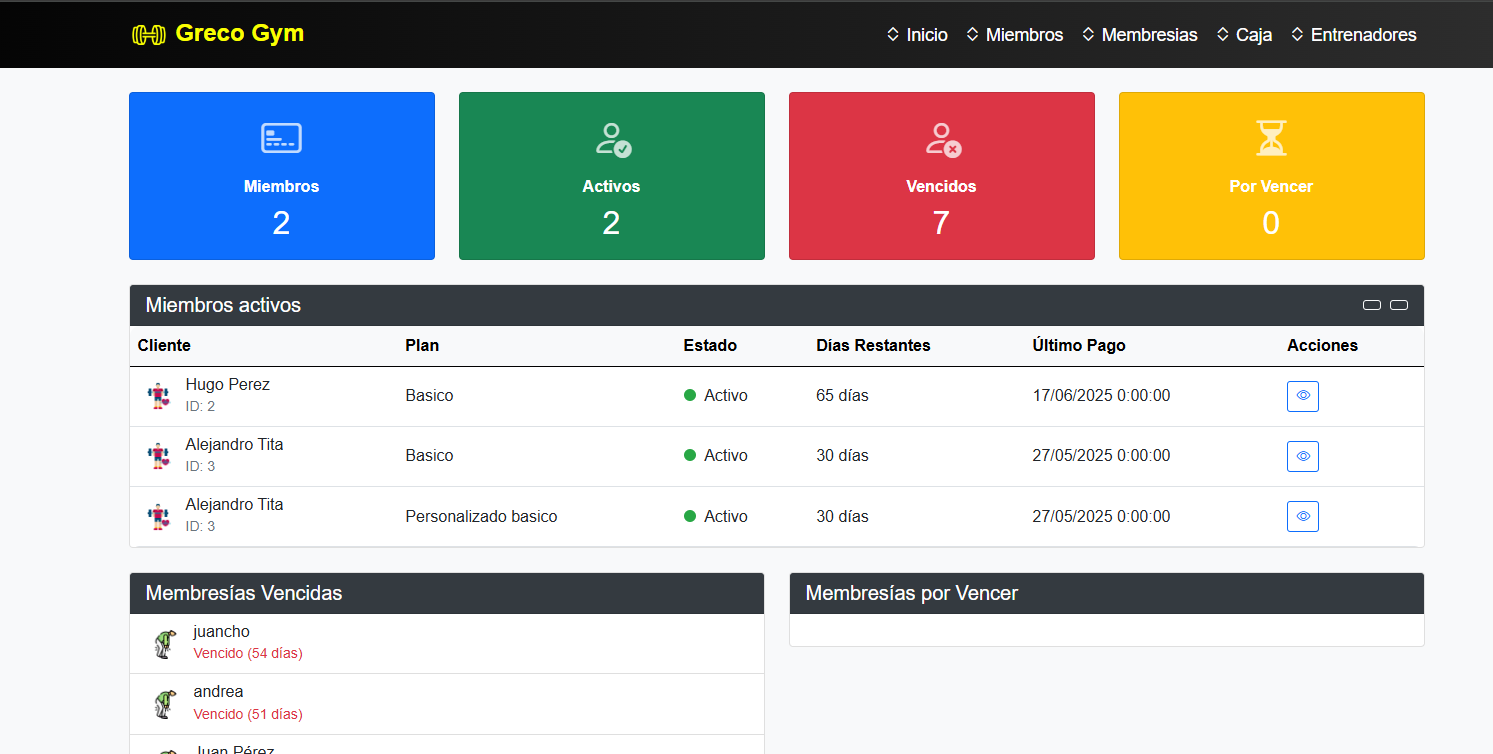 Greco Gym
Inicio Miembros Membresias Caja Entrenadores
Miembros
2
Activos
2
Vencidos
7
Por Vencer
0
Miembros activos
Cliente Plan Estado Días Restantes Último Pago Acciones
Hugo Perez
ID: 2
Basico Activo 65 días 17/06/2025 0:00:00
Alejandro Tita
ID: 3
Basico Activo 30 días 27/05/2025 0:00:00
Alejandro Tita
ID: 3
Personalizado basico Activo 30 días 27/05/2025 0:00:00
Membresías Vencidas
juancho
Vencido (54 días)
andrea
Vencido (51 días)
Juan Pérez
Membresías por Vencer